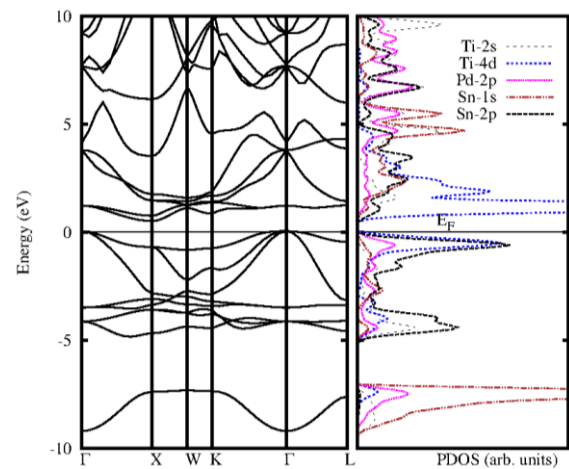 10
5
0
-5
-10
Energy (eV)
Γ X W K Γ L
Ti-2s
Ti-4d
Pd-2p
Sn-1s
Sn-2p
E_F
PDOS (arb. units)